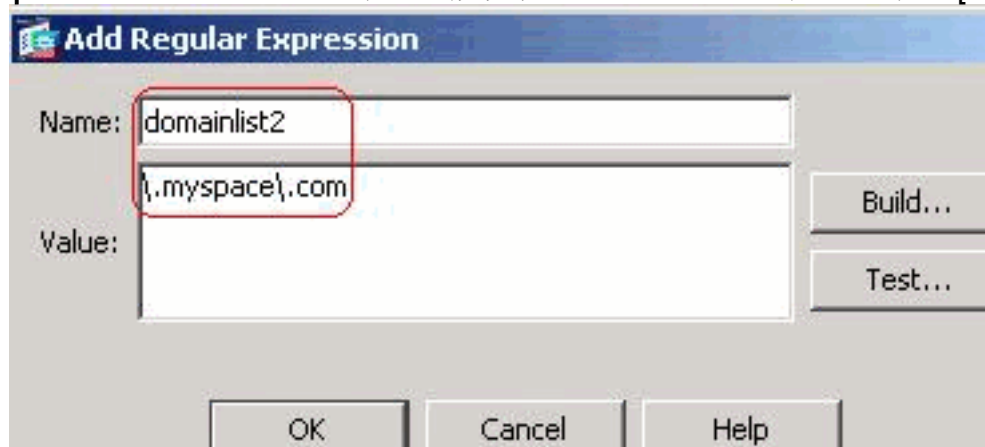 Add Regular Expression
Name: domainlist2
Value: \.myspace\.com
Build...
Test...
OK Cancel Help